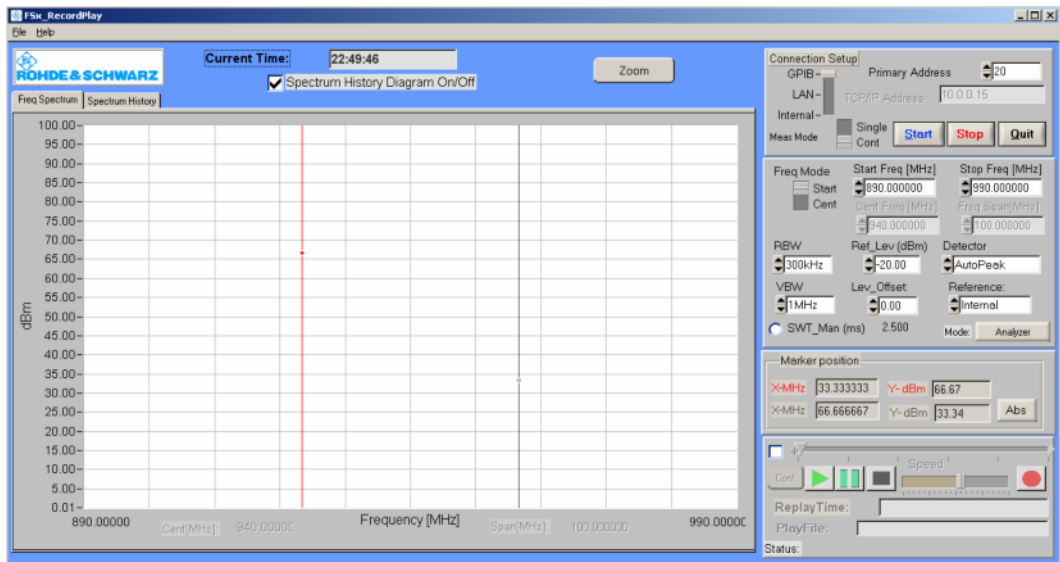 FSx_RecordPlay
File Help
ROHDE & SCHWARZ
Current Time: 22:49:46
Spectrum History Diagram On/Off
Zoom
Freq Spectrum Spectrum History
100.00
95.00
90.00
85.00
80.00
75.00
70.00
65.00
60.00
55.00
50.00
45.00
40.00
35.00
30.00
25.00
20.00
15.00
10.00
5.00
0.01
dBm
890.00000 Frequency [MHz] 990.0000C
Cent[MHz]: 940.0000C Span[MHz]: 100.000000
Connection Setup
GPIB Primary Address 20
LAN TCP/IP Address 10.0.0.15
Internal
Meas Mode Single Cont Start Stop Quit
Freq Mode Start Freq [MHz] Stop Freq [MHz]
Start 890.000000 990.000000
Cent Cent Freq [MHz] Freq Span[MHz]
940.000000 100.000000
RBW Ref_Lev (dBm) Detector
300kHz -20.00 AutoPeak
VBW Lev_Offset Reference:
1MHz 0.00 Internal
SWT_Man (ms) 2.500 Mode: Analyzer
Marker position
X-MHz 33.333333 Y- dBm 66.67
X-MHz 66.666667 Y- dBm 33.34 Abs
Speed:
Cont
ReplayTime:
PlayFile:
Status: